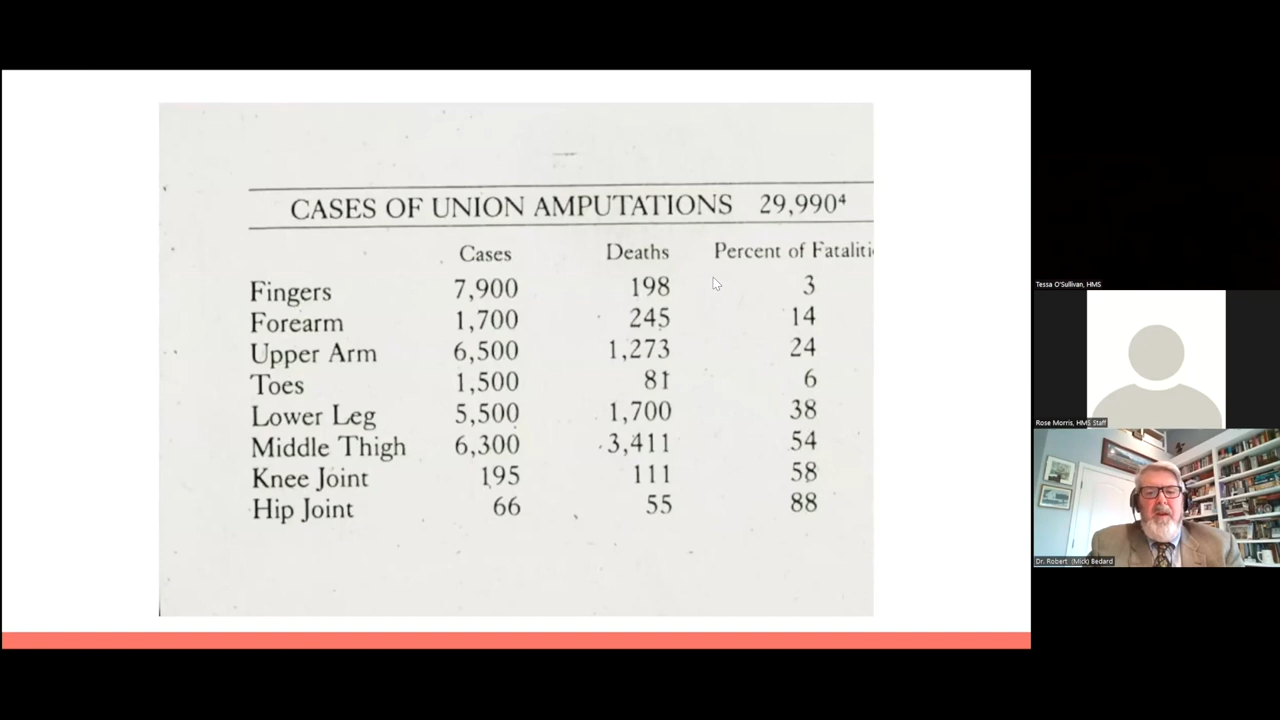 CASES OF UNION AMPUTATIONS 29,990⁴
Cases Deaths Percent of Fataliti
Fingers 7,900 198 3
Forearm 1,700 245 14
Upper Arm 6,500 1,273 24
Toes 1,500 81 6
Lower Leg 5,500 1,700 38
Middle Thigh 6,300 3,411 54
Knee Joint 195 111 58
Hip Joint 66 55 88
Tessa O'Sullivan, HMS
Rose Morris, HMS Staff
Dr. Robert (Mick) Bedard